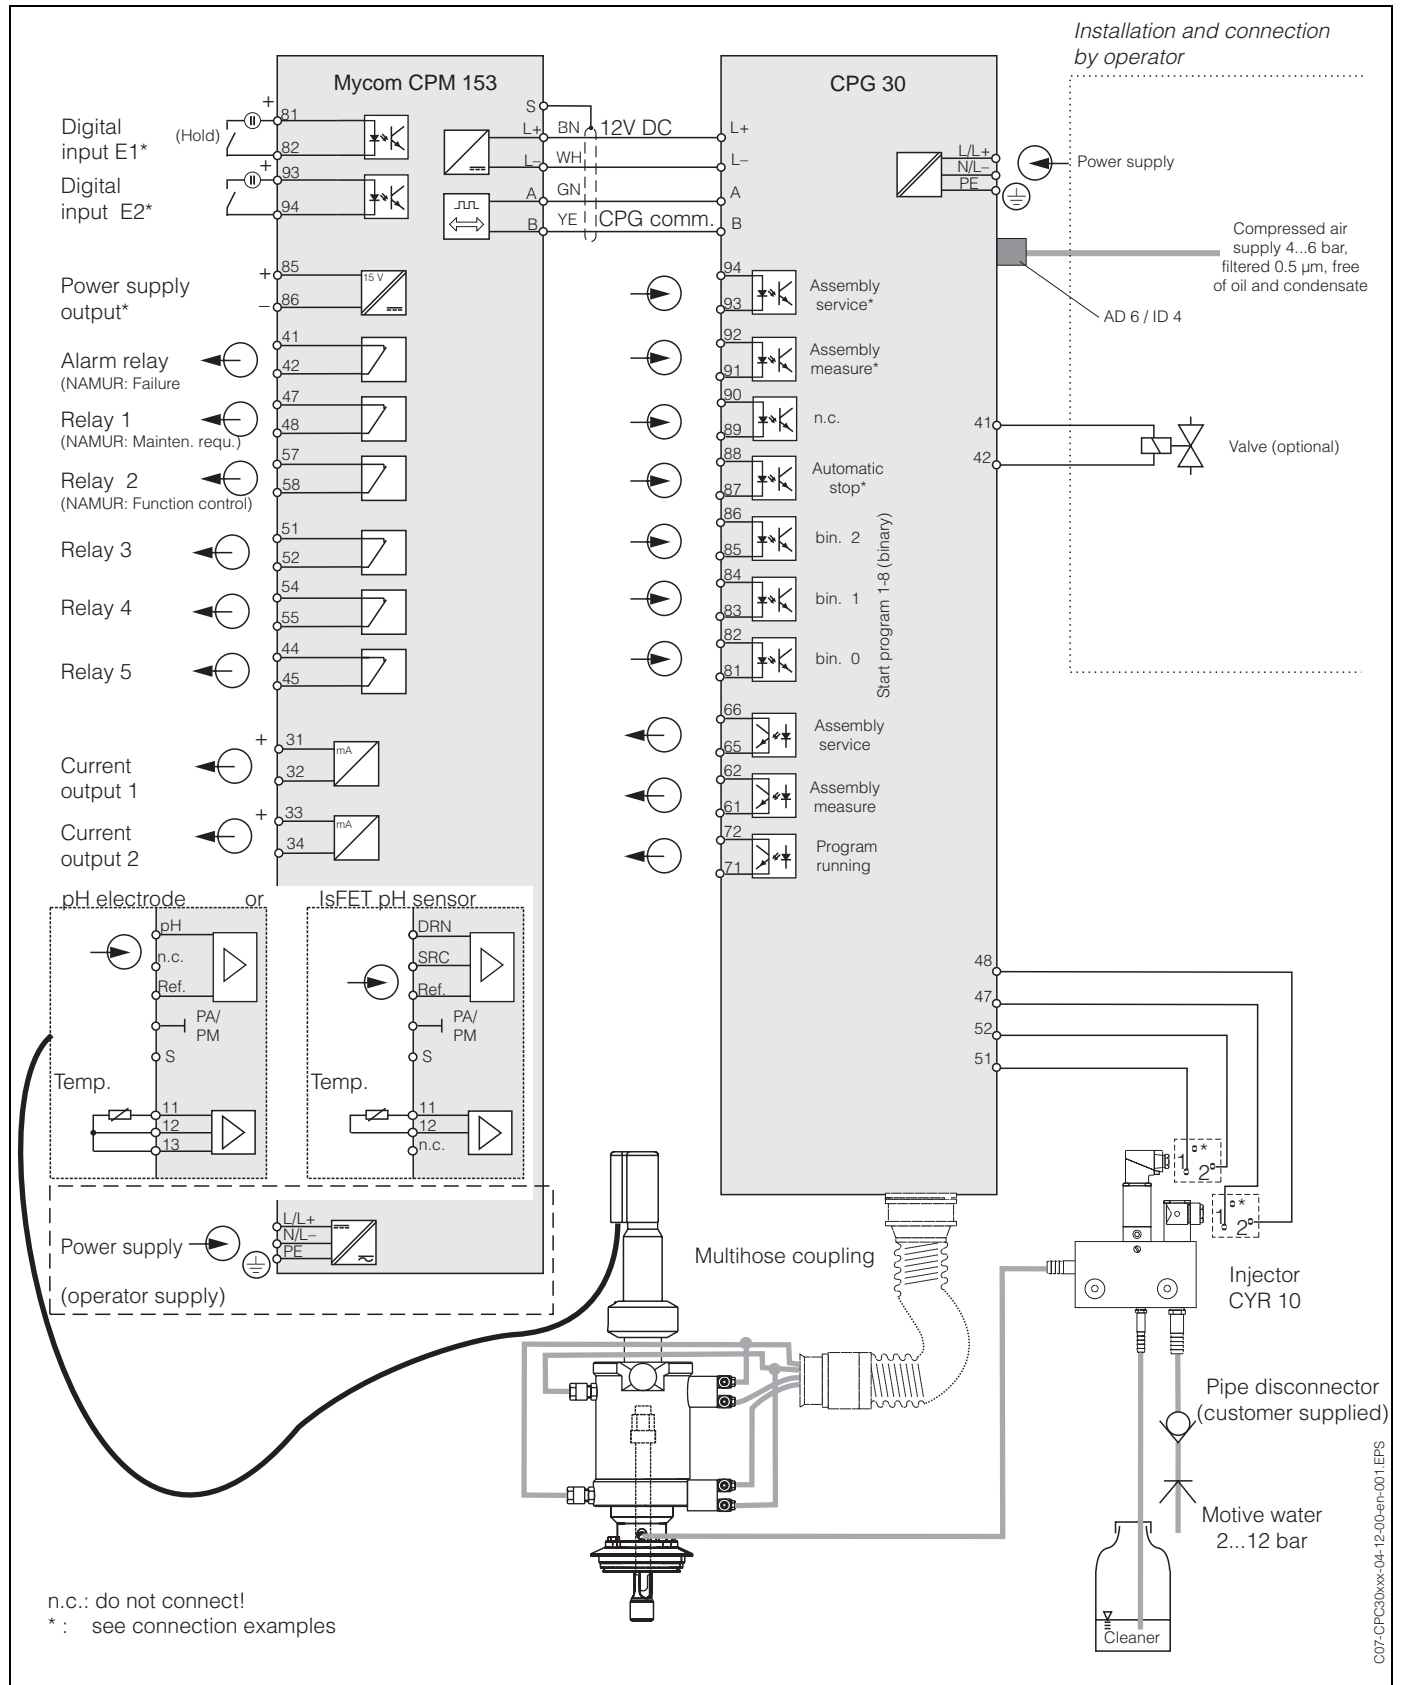 Installation and connection
by operator
Mycom CPM 153
CPG 30
Digital
input E1*
(Hold)
+
81
82
Digital
input E2*
+
93
94
S
L+
BN
12V DC
L+
L–
WH
L–
A
GN
A
B
YE
CPG comm.
B
L/L+
N/L–
PE
Power supply
Compressed air
supply 4...6 bar,
filtered 0.5 µm, free
of oil and condensate
AD 6 / ID 4
Power supply
output*
+
85
–
86
15 V
Alarm relay
(NAMUR: Failure
41
42
Relay 1
(NAMUR: Mainten. requ.)
47
48
Relay 2
(NAMUR: Function control)
57
58
Relay 3
51
52
Relay 4
54
55
Relay 5
44
45
Current
output 1
+
31
32
mA
Current
output 2
+
33
34
mA
94
93
Assembly
service*
92
91
Assembly
measure*
90
89
n.c.
88
87
Automatic
stop*
86
85
bin. 2
84
83
bin. 1
82
81
bin. 0
Start program 1-8 (binary)
66
65
Assembly
service
62
61
Assembly
measure
72
71
Program
running
41
42
Valve (optional)
48
47
52
51
pH electrode or
pH
n.c.
Ref.
PA/
PM
S
Temp.
11
12
13
IsFET pH sensor
DRN
SRC
Ref.
PA/
PM
S
Temp.
11
12
n.c.
Power supply
(operator supply)
L/L+
N/L–
PE
Multihose coupling
1
*
2
1
*
2
Injector
CYR 10
Pipe disconnector
(customer supplied)
Motive water
2...12 bar
Cleaner
n.c.: do not connect!
* : see connection examples
C07-CPC30xxx-04-12-00-en-001.EPS